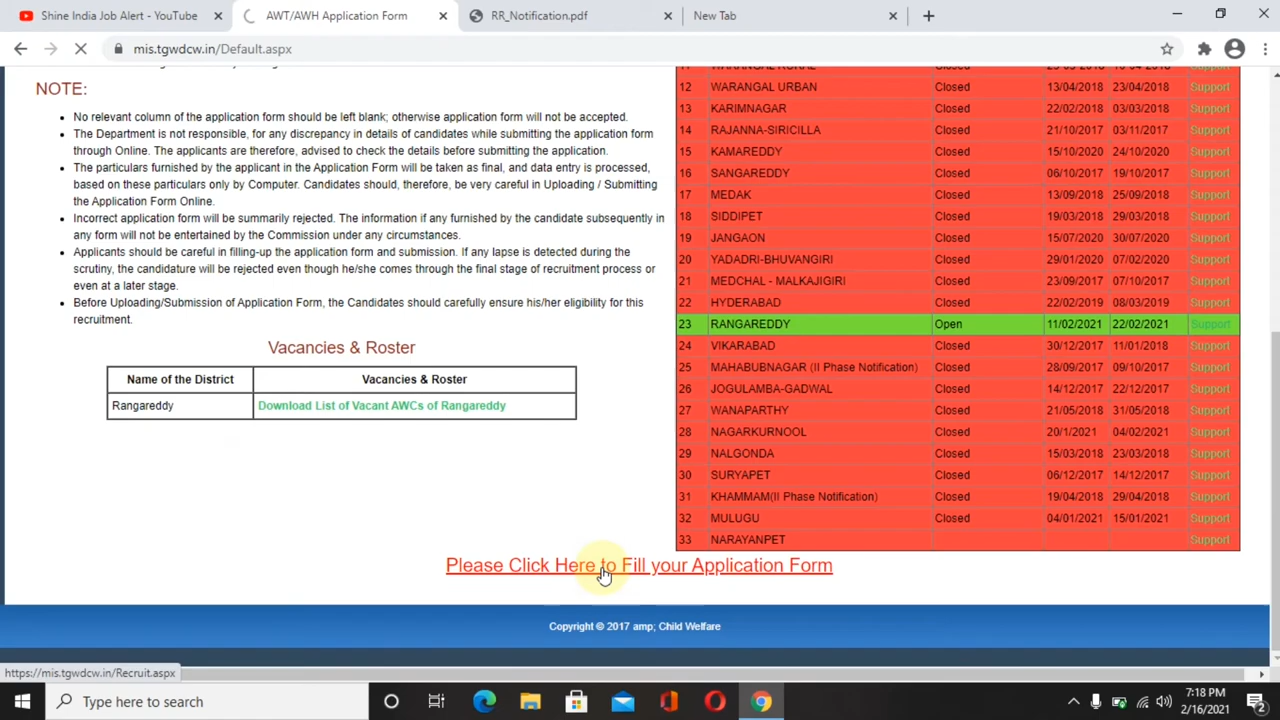 Shine India Job Alert - YouTube
AWT/AWH Application Form
RR_Notification.pdf
New Tab
mis.tgwdcw.in/Default.aspx
NOTE:
No relevant column of the application form should be left blank; otherwise application form will not be accepted.
The Department is not responsible, for any discrepancy in details of candidates while submitting the application form
through Online. The applicants are therefore, advised to check the details before submitting the application.
The particulars furnished by the applicant in the Application Form will be taken as final, and data entry is processed,
based on these particulars only by Computer. Candidates should, therefore, be very careful in Uploading / Submitting
the Application Form Online.
Incorrect application form will be summarily rejected. The information if any furnished by the candidate subsequently in
any form will not be entertained by the Commission under any circumstances.
Applicants should be careful in filling-up the application form and submission. If any lapse is detected during the
scrutiny, the candidature will be rejected even though he/she comes through the final stage of recruitment process or
even at a later stage.
Before Uploading/Submission of Application Form, the Candidates should carefully ensure his/her eligibility for this
recruitment.
Vacancies & Roster
Name of the District Vacancies & Roster
Rangareddy Download List of Vacant AWCs of Rangareddy
12 WARANGAL URBAN Closed 13/04/2018 23/04/2018 Support
13 KARIMNAGAR Closed 22/02/2018 03/03/2018 Support
14 RAJANNA-SIRICILLA Closed 21/10/2017 03/11/2017 Support
15 KAMAREDDY Closed 15/10/2020 24/10/2020 Support
16 SANGAREDDY Closed 06/10/2017 19/10/2017 Support
17 MEDAK Closed 13/09/2018 25/09/2018 Support
18 SIDDIPET Closed 19/03/2018 29/03/2018 Support
19 JANGAON Closed 15/07/2020 30/07/2020 Support
20 YADADRI-BHUVANGIRI Closed 29/01/2020 07/02/2020 Support
21 MEDCHAL - MALKAJIGIRI Closed 23/09/2017 07/10/2017 Support
22 HYDERABAD Closed 22/02/2019 08/03/2019 Support
23 RANGAREDDY Open 11/02/2021 22/02/2021 Support
24 VIKARABAD Closed 30/12/2017 11/01/2018 Support
25 MAHABUBNAGAR (II Phase Notification) Closed 28/09/2017 09/10/2017 Support
26 JOGULAMBA-GADWAL Closed 14/12/2017 22/12/2017 Support
27 WANAPARTHY Closed 21/05/2018 31/05/2018 Support
28 NAGARKURNOOL Closed 20/1/2021 04/02/2021 Support
29 NALGONDA Closed 15/03/2018 23/03/2018 Support
30 SURYAPET Closed 06/12/2017 14/12/2017 Support
31 KHAMMAM(II Phase Notification) Closed 19/04/2018 29/04/2018 Support
32 MULUGU Closed 04/01/2021 15/01/2021 Support
33 NARAYANPET Support
Please Click Here to Fill your Application Form
Copyright © 2017 amp; Child Welfare
https://mis.tgwdcw.in/Recruit.aspx
Type here to search
7:18 PM
2/16/2021
2